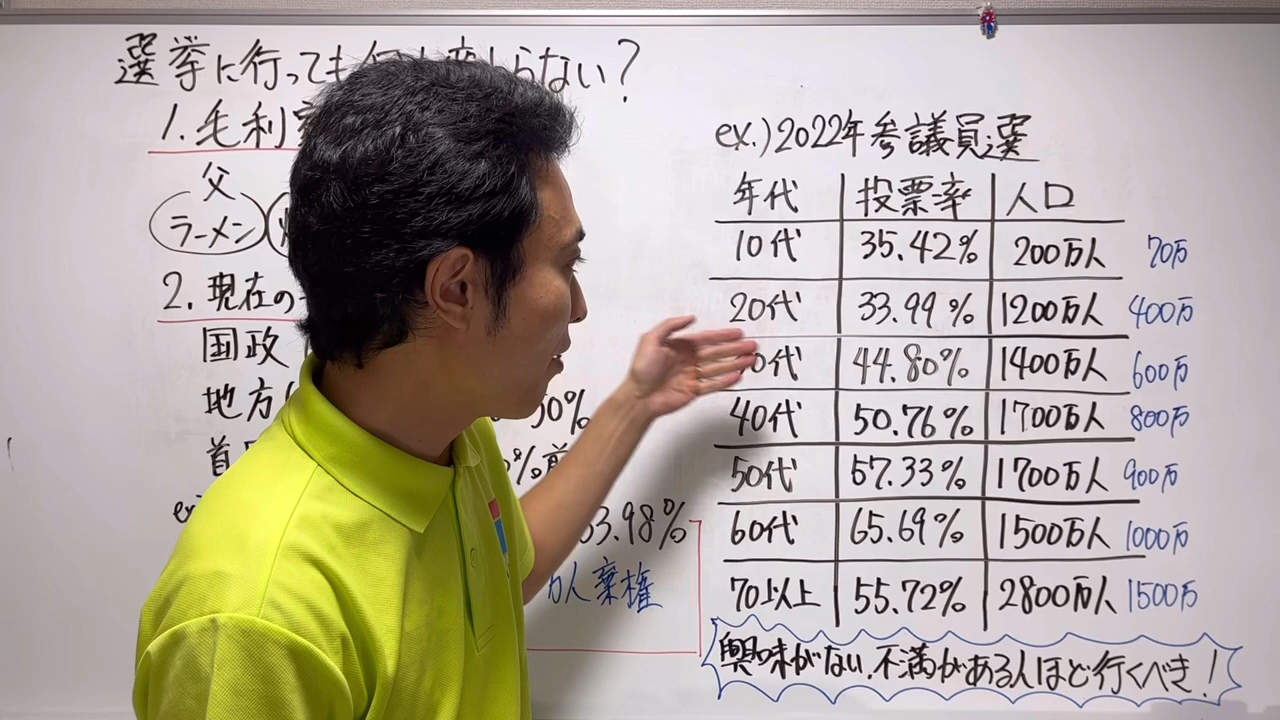 選挙に行っても らない?
1. 毛利
父
ラーメン
2. 現在の
国政
地方
50%
首
%前
ex
53.98%
万人棄権
ex.) 2022年参議員選
年代 投票率 人口
10代 35.42% 200万人 70万
20代 33.99% 1200万人 400万
0代 44.80% 1400万人 600万
40代 50.76% 1700万人 800万
50代 57.33% 1700万人 900万
60代 65.69% 1500万人 1000万
70以上 55.72% 2800万人 1500万
興味がない、不満がある人ほど行くべき!